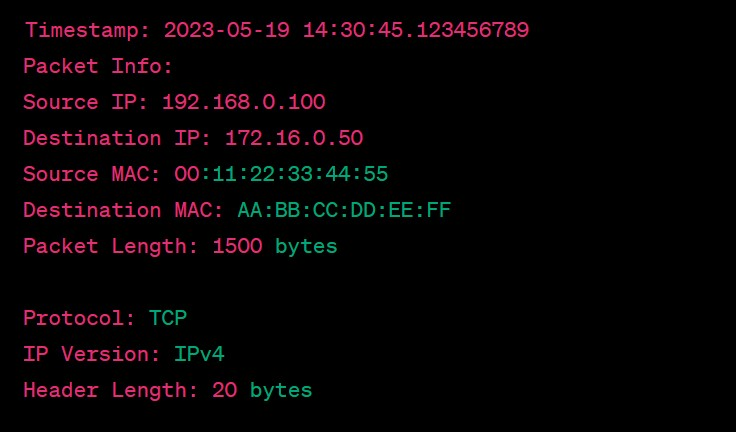 Timestamp: 2023-05-19 14:30:45.123456789
Packet Info:
Source IP: 192.168.0.100
Destination IP: 172.16.0.50
Source MAC: 00:11:22:33:44:55
Destination MAC: AA:BB:CC:DD:EE:FF
Packet Length: 1500 bytes
Protocol: TCP
IP Version: IPv4
Header Length: 20 bytes